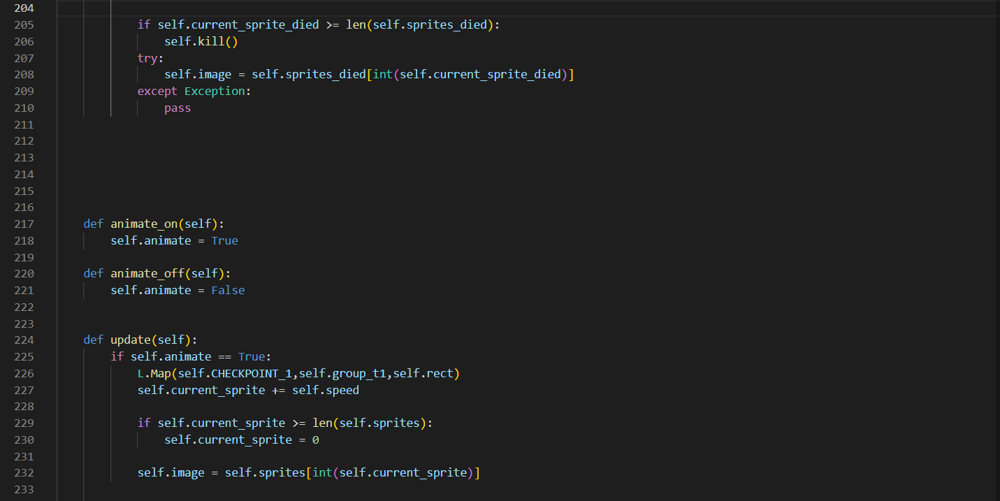 204
205 if self.current_sprite_died >= len(self.sprites_died):
206 self.kill()
207 try:
208 self.image = self.sprites_died[int(self.current_sprite_died)]
209 except Exception:
210 pass
211
212
213
214
215
216
217 def animate_on(self):
218 self.animate = True
219
220 def animate_off(self):
221 self.animate = False
222
223
224 def update(self):
225 if self.animate == True:
226 L.Map(self.CHECKPOINT_1,self.group_t1,self.rect)
227 self.current_sprite += self.speed
228
229 if self.current_sprite >= len(self.sprites):
230 self.current_sprite = 0
231
232 self.image = self.sprites[int(self.current_sprite)]
233